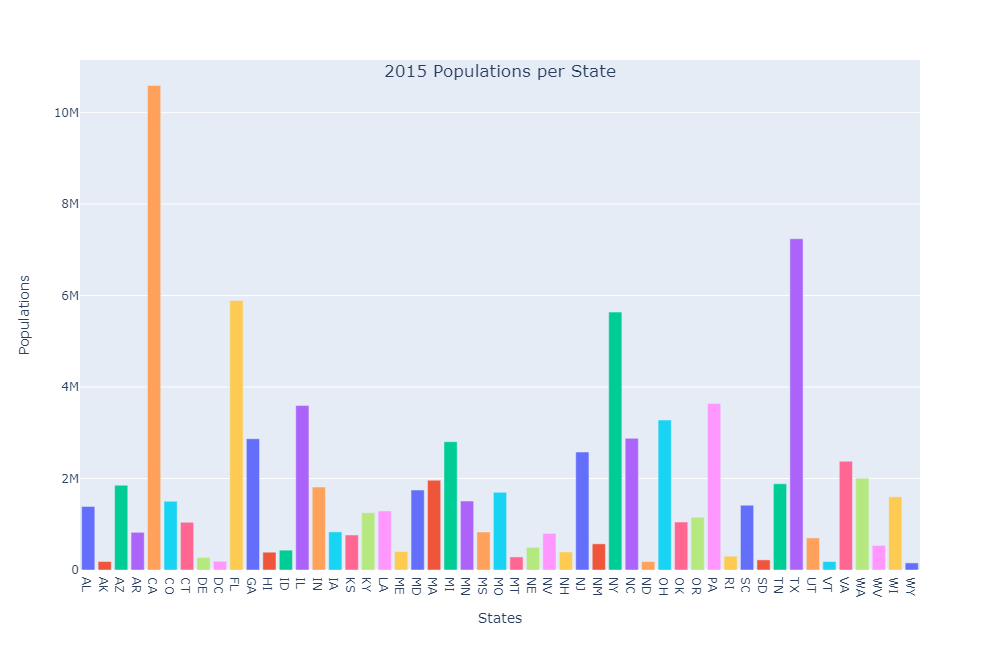 2015 Populations per State
10M
8M
6M
4M
2M
0
Populations
AL AK AZ AR CA CO CT DE DC FL GA HI ID IL IN IA KS KY LA ME MD MA MI MN MS MO MT NE NV NH NJ NM NY NC ND OH OK OR PA RI SC SD TN TX UT VT VA WA WV WI WY
States